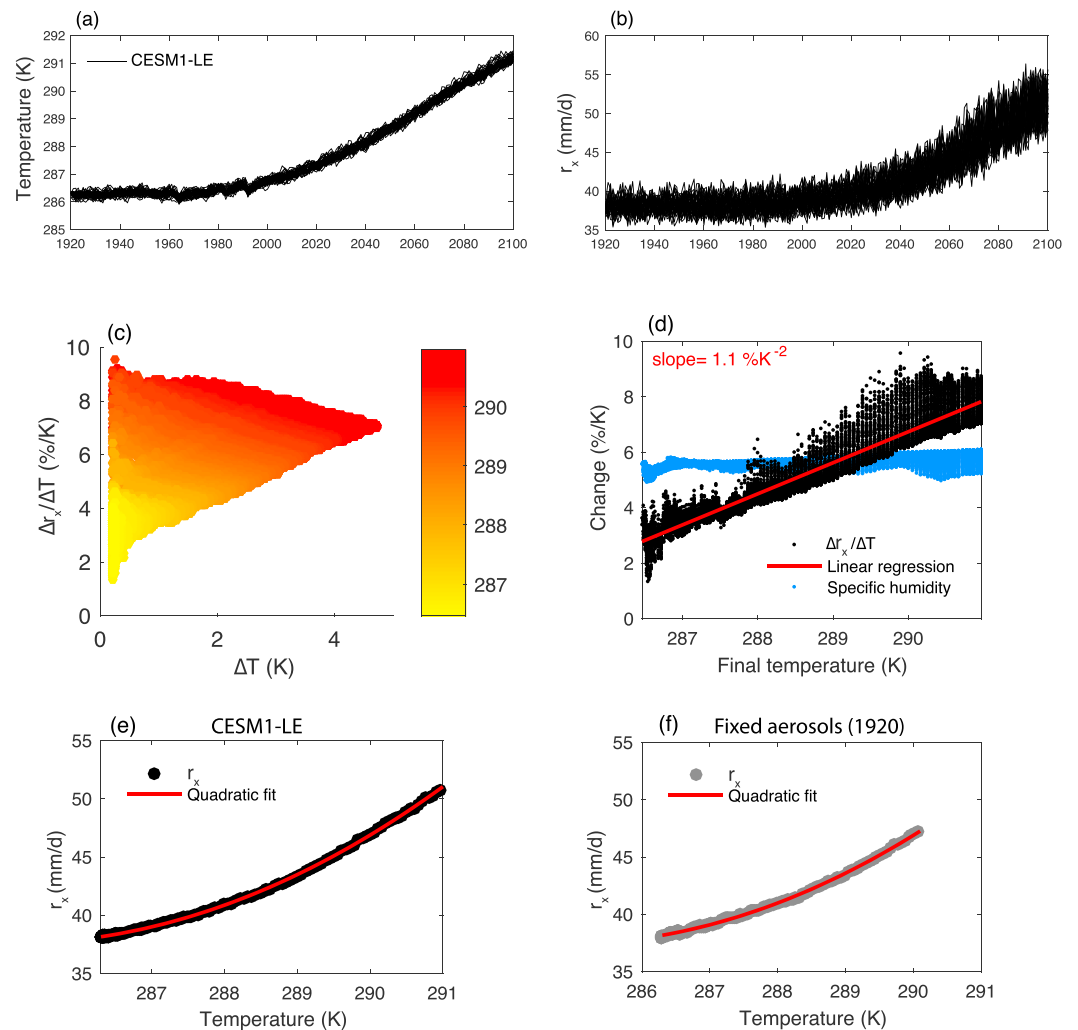 (a)
292
291
290
289
288
287
286
285
Temperature (K)
CESM1-LE
1920 1940 1960 1980 2000 2020 2040 2060 2080 2100
(b)
60
55
50
45
40
35
rx (mm/d)
1920 1940 1960 1980 2000 2020 2040 2060 2080 2100
(c)
10
8
6
4
2
0
Δrx/ΔT (%/K)
0 2 4
ΔT (K)
290
289
288
287
(d)
slope= 1.1 %K-2
10
8
6
4
2
0
Change (%/K)
Δrx/ΔT
Linear regression
Specific humidity
287 288 289 290
Final temperature (K)
(e) CESM1-LE
55
50
45
40
35
rx (mm/d)
rx
Quadratic fit
287 288 289 290 291
Temperature (K)
(f) Fixed aerosols (1920)
55
50
45
40
35
rx (mm/d)
rx
Quadratic fit
286 287 288 289 290 291
Temperature (K)